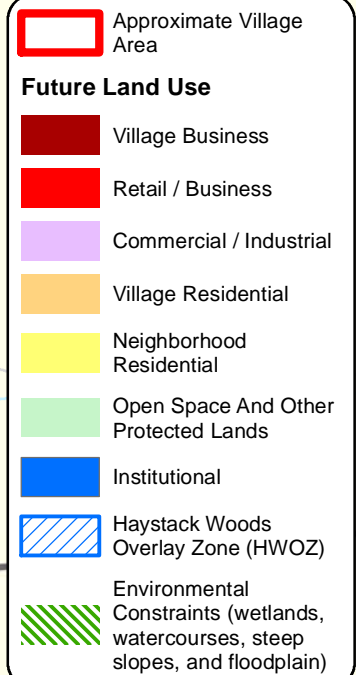 Approximate Village
Area
Future Land Use
Village Business
Retail / Business
Commercial / Industrial
Village Residential
Neighborhood
Residential
Open Space And Other
Protected Lands
Institutional
Haystack Woods
Overlay Zone (HWOZ)
Environmental
Constraints (wetlands,
watercourses, steep
slopes, and floodplain)